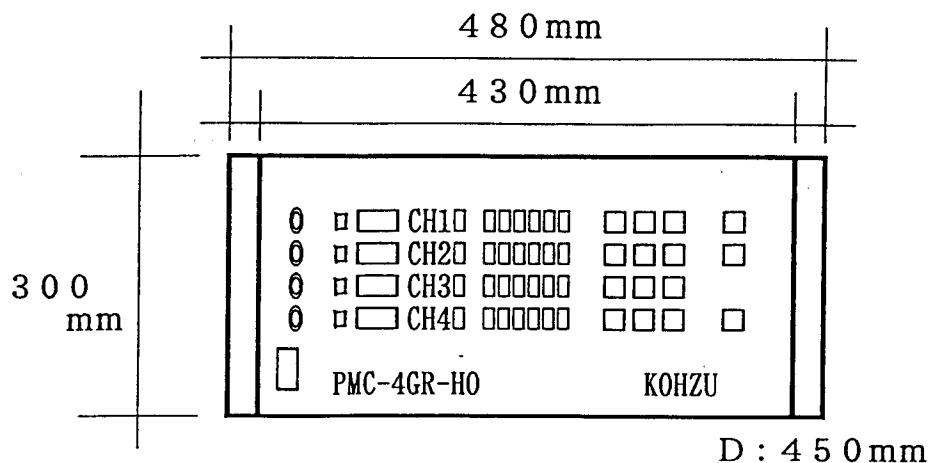 480mm
430mm
CH1
CH2
300
mm
CH3
CH4
PMC-4GR-HO KOHZU
D:450mm